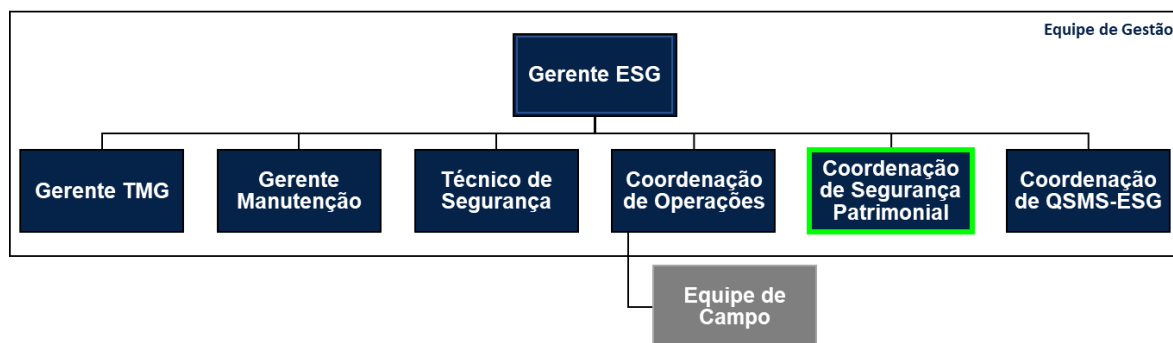 Equipe de Gestão
Gerente ESG
Gerente TMG
Gerente
Manutenção
Técnico de
Segurança
Coordenação
de Operações
Coordenação
de Segurança
Patrimonial
Coordenação
de QSMS-ESG
Equipe de
Campo